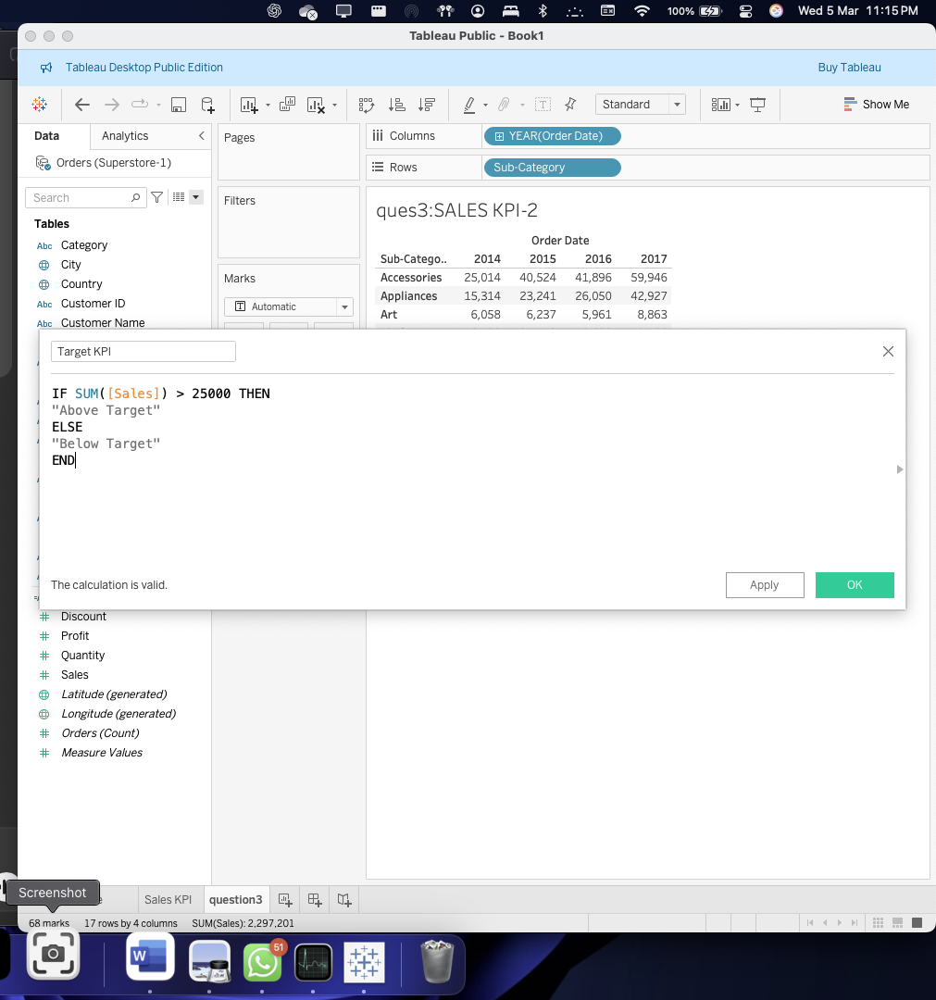 100% Wed 5 Mar 11:15 PM
Tableau Public - Book1
Tableau Desktop Public Edition Buy Tableau
Standard Show Me
Data Analytics
Orders (Superstore-1)
Search
Tables
Abc Category
City
Country
Abc Customer ID
Abc Customer Name
Pages
Filters
Marks
Automatic
Columns YEAR(Order Date)
Rows Sub-Category
ques3:SALES KPI-2
Order Date
Sub-Catego.. 2014 2015 2016 2017
Accessories 25,014 40,524 41,896 59,946
Appliances 15,314 23,241 26,050 42,927
Art 6,058 6,237 5,961 8,863
Target KPI
IF SUM([Sales]) > 25000 THEN
"Above Target"
ELSE
"Below Target"
END
The calculation is valid.
Apply OK
Discount
Profit
Quantity
Sales
Latitude (generated)
Longitude (generated)
Orders (Count)
Measure Values
Screenshot
Sales KPI question3
68 marks 17 rows by 4 columns SUM(Sales): 2,297,201
W
51